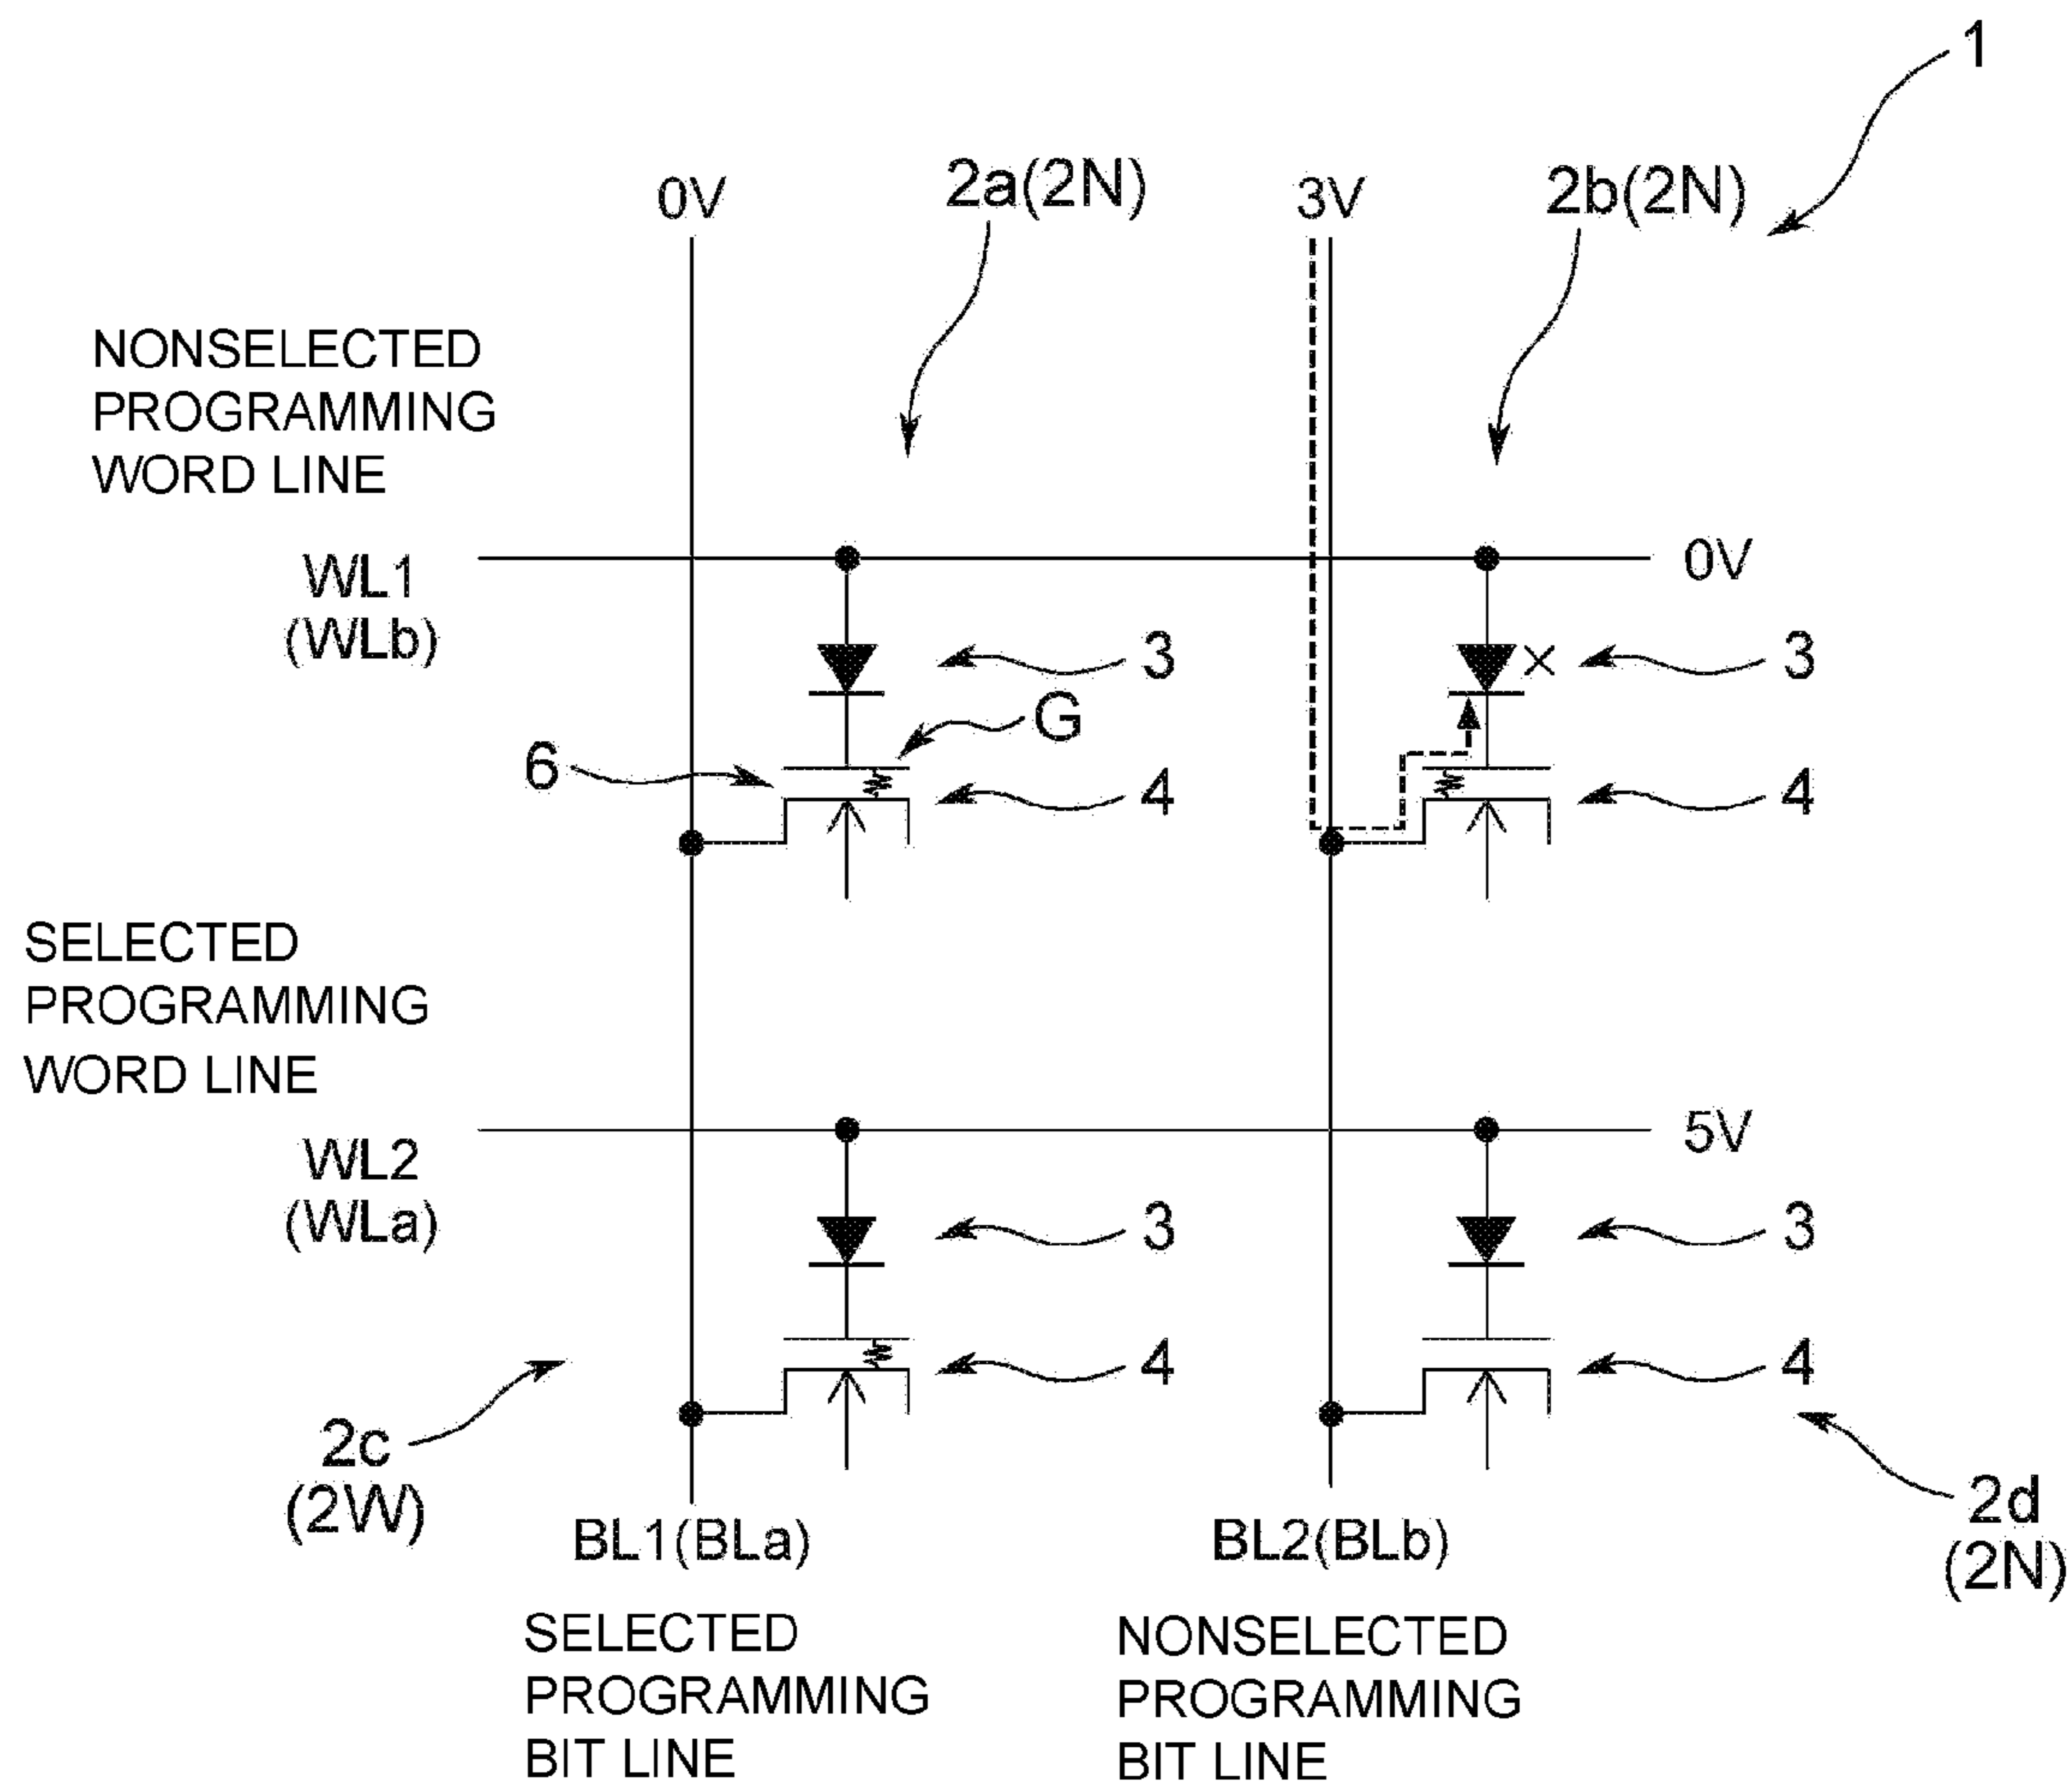 1
0V
2a(2N)
3V
2b(2N)
NONSELECTED
PROGRAMMING
WORD LINE
WL1
(WLb)
0V
3
3
G
6
4
4
SELECTED
PROGRAMMING
WORD LINE
WL2
(WLa)
5V
3
3
4
4
2c
(2W)
2d
(2N)
BL1(BLa)
BL2(BLb)
SELECTED
PROGRAMMING
BIT LINE
NONSELECTED
PROGRAMMING
BIT LINE